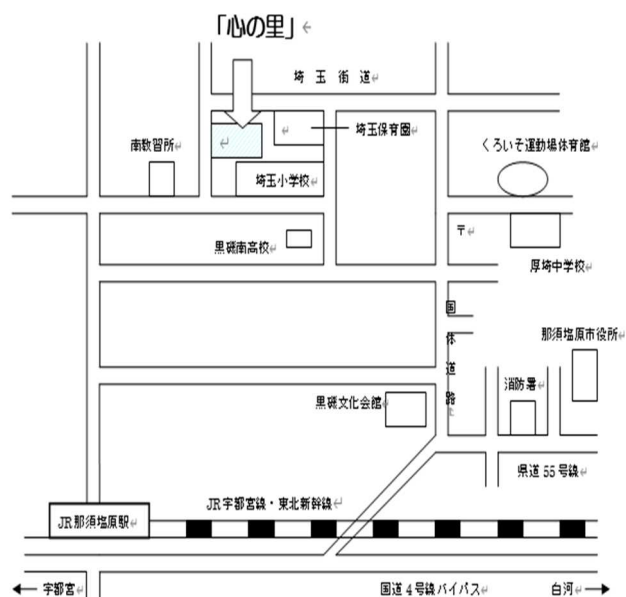 「心の里」
埼玉街道
南教習所
埼玉保育園
くろいそ運動場体育館
埼玉小学校
〒
黒磯南高校
厚埼中学校
国体道路
那須塩原市役所
消防署
黒磯文化会館
県道55号線
JR宇都宮線・東北新幹線
JR那須塩原駅
宇都宮
国道4号線バイパス
白河